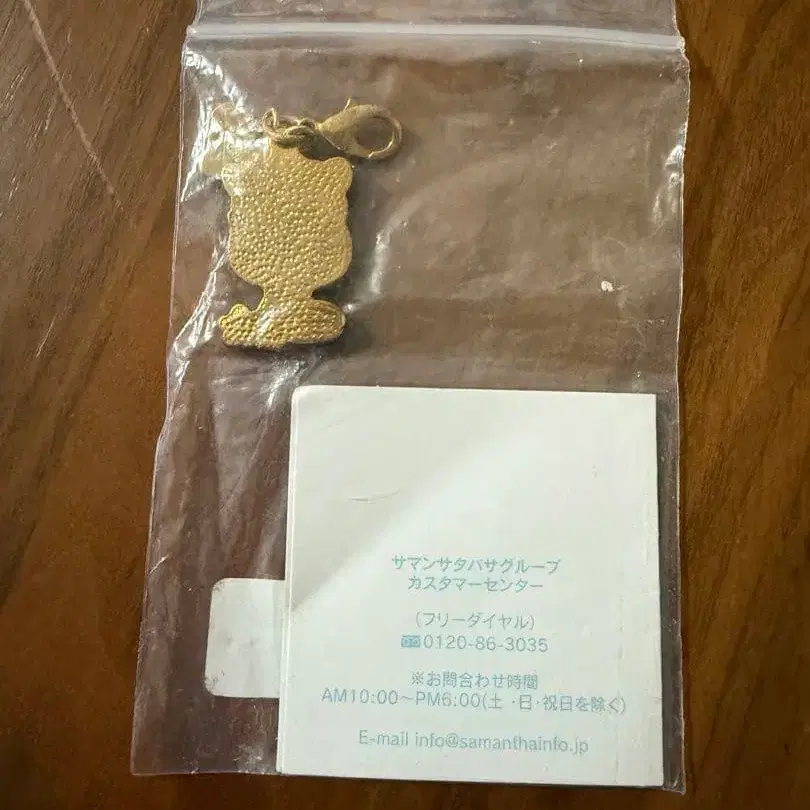 サマンサタバサグループ
カスタマーセンター
(フリーダイヤル)
0120-86-3035
※お問合わせ時間
AM10:00〜PM6:00(土・日・祝日を除く)
E-mail info@samanthainfo.jp